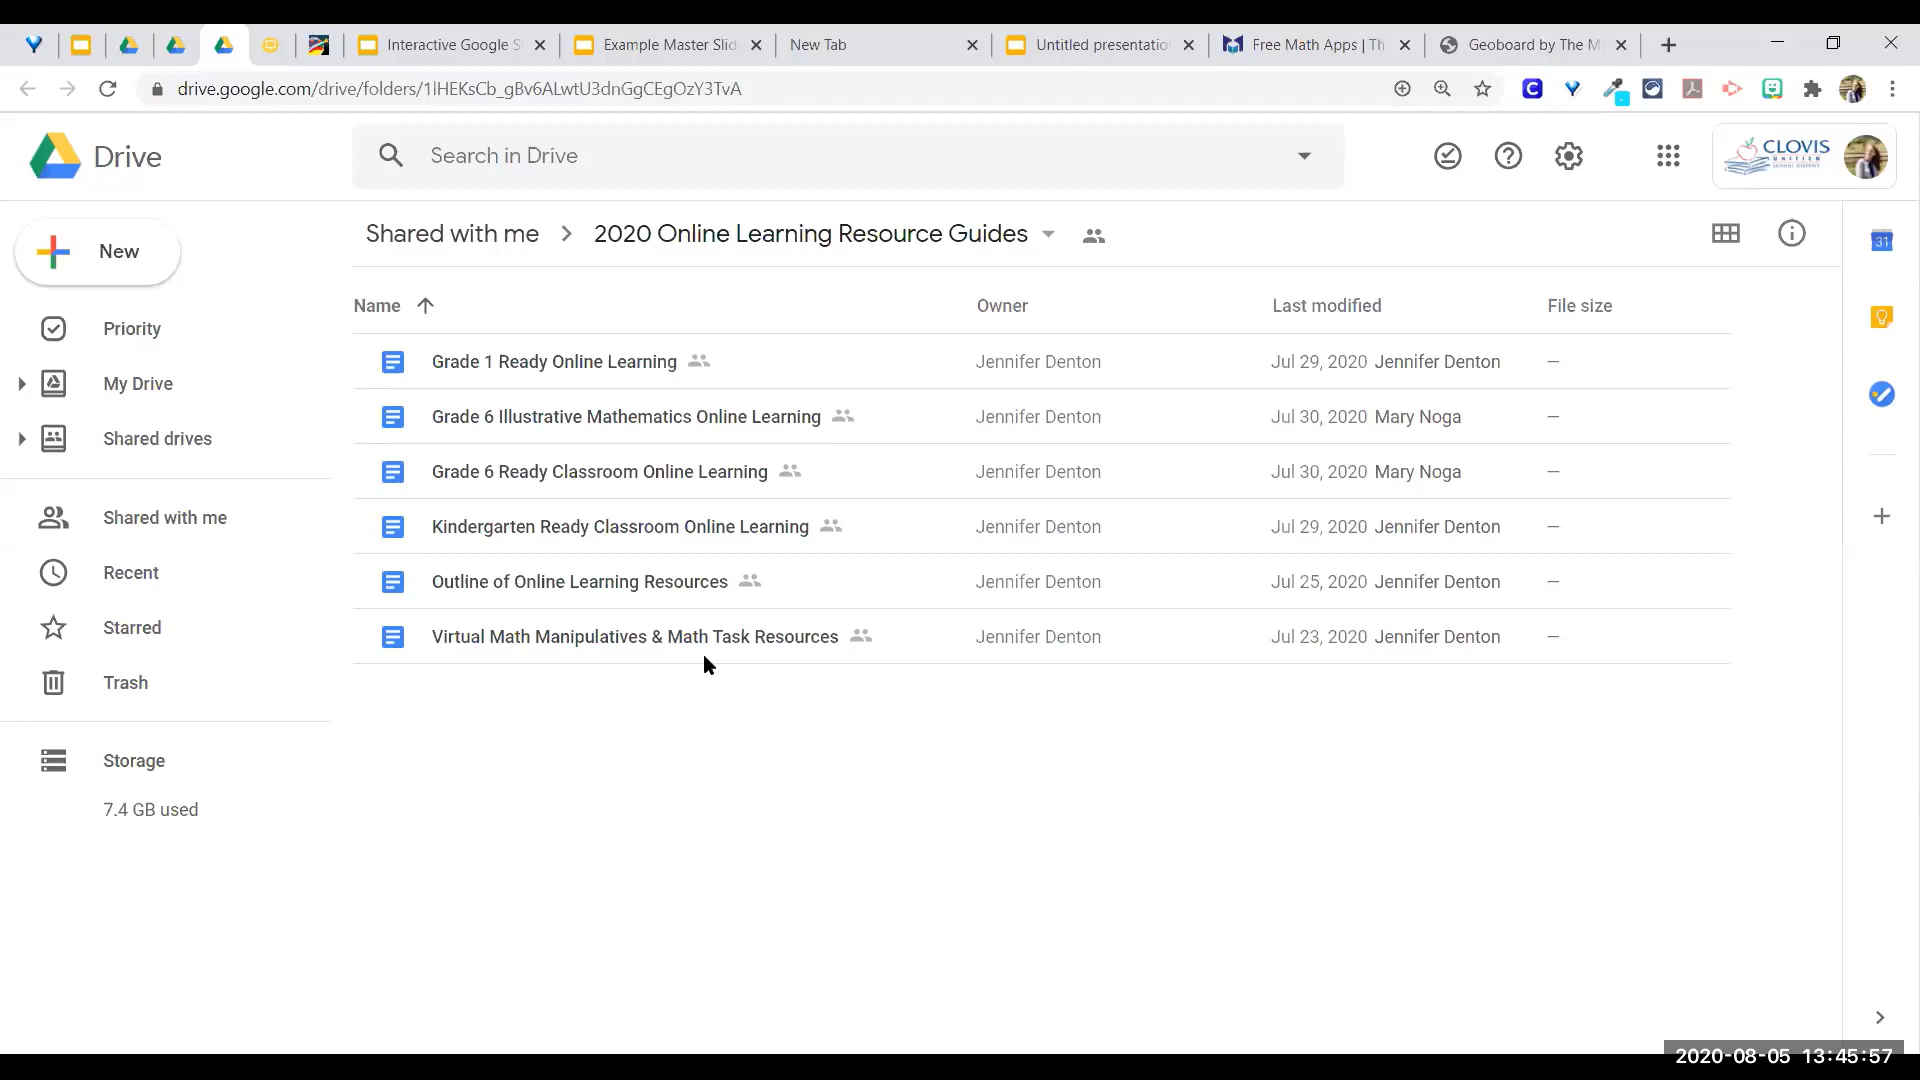 Interactive Google S
Example Master Slid
New Tab
Untitled presentatio
Free Math Apps | Th
Geoboard by The M
drive.google.com/drive/folders/1lHEKsCb_gBv6ALwtU3dnGgCEgOzY3TvA
Drive
Search in Drive
CLOVIS
UNIFIED
SCHOOL DISTRICT
New
Shared with me > 2020 Online Learning Resource Guides
Name Owner Last modified File size
Priority
My Drive
Shared drives
Shared with me
Recent
Starred
Trash
Storage
7.4 GB used
Grade 1 Ready Online Learning Jennifer Denton Jul 29, 2020 Jennifer Denton —
Grade 6 Illustrative Mathematics Online Learning Jennifer Denton Jul 30, 2020 Mary Noga —
Grade 6 Ready Classroom Online Learning Jennifer Denton Jul 30, 2020 Mary Noga —
Kindergarten Ready Classroom Online Learning Jennifer Denton Jul 29, 2020 Jennifer Denton —
Outline of Online Learning Resources Jennifer Denton Jul 25, 2020 Jennifer Denton —
Virtual Math Manipulatives & Math Task Resources Jennifer Denton Jul 23, 2020 Jennifer Denton —
31
2020-08-05 13:45:57